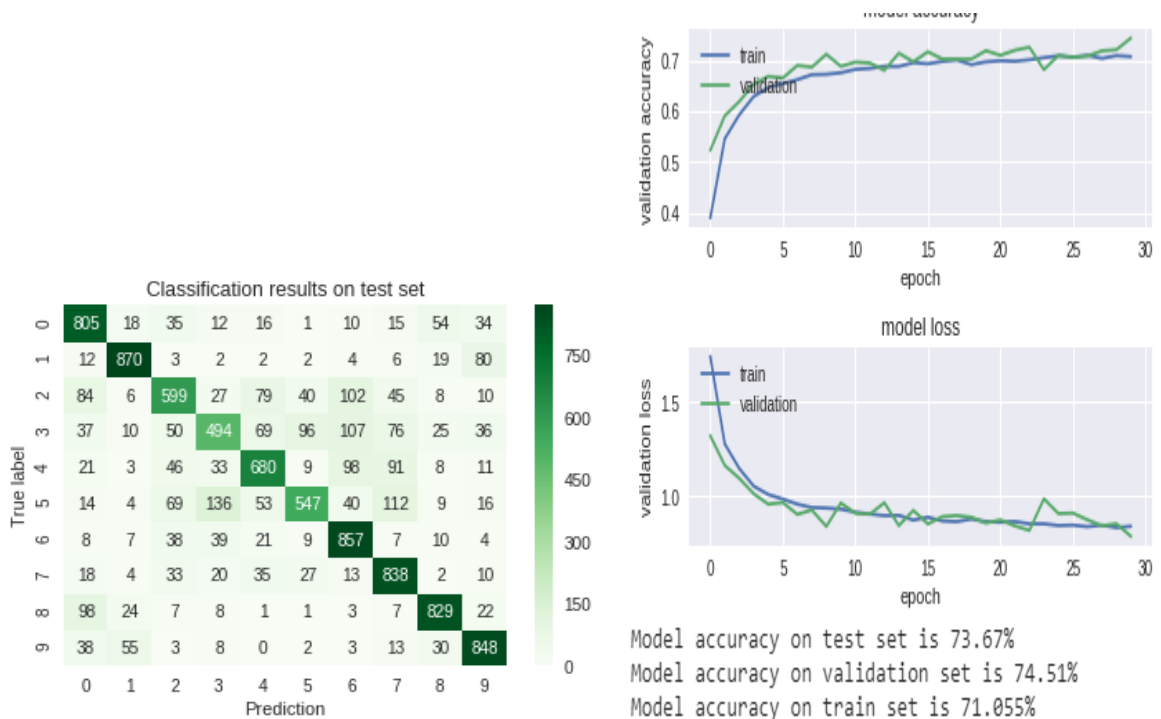 Classification results on test set
True label
0 805 18 35 12 16 1 10 15 54 34
1 12 870 3 2 2 2 4 6 19 80
2 84 6 599 27 79 40 102 45 8 10
3 37 10 50 494 69 96 107 76 25 36
4 21 3 46 33 680 9 98 91 8 11
5 14 4 69 136 53 547 40 112 9 16
6 8 7 38 39 21 9 857 7 10 4
7 18 4 33 20 35 27 13 838 2 10
8 98 24 7 8 1 1 3 7 829 22
9 38 55 3 8 0 2 3 13 30 848
0 1 2 3 4 5 6 7 8 9
Prediction
750
600
450
300
150
0
model accuracy
validation accuracy
0.7
0.6
0.5
0.4
train
validation
0 5 10 15 20 25 30
epoch
model loss
validation loss
1.5
1.0
train
validation
0 5 10 15 20 25 30
epoch
Model accuracy on test set is 73.67%
Model accuracy on validation set is 74.51%
Model accuracy on train set is 71.055%